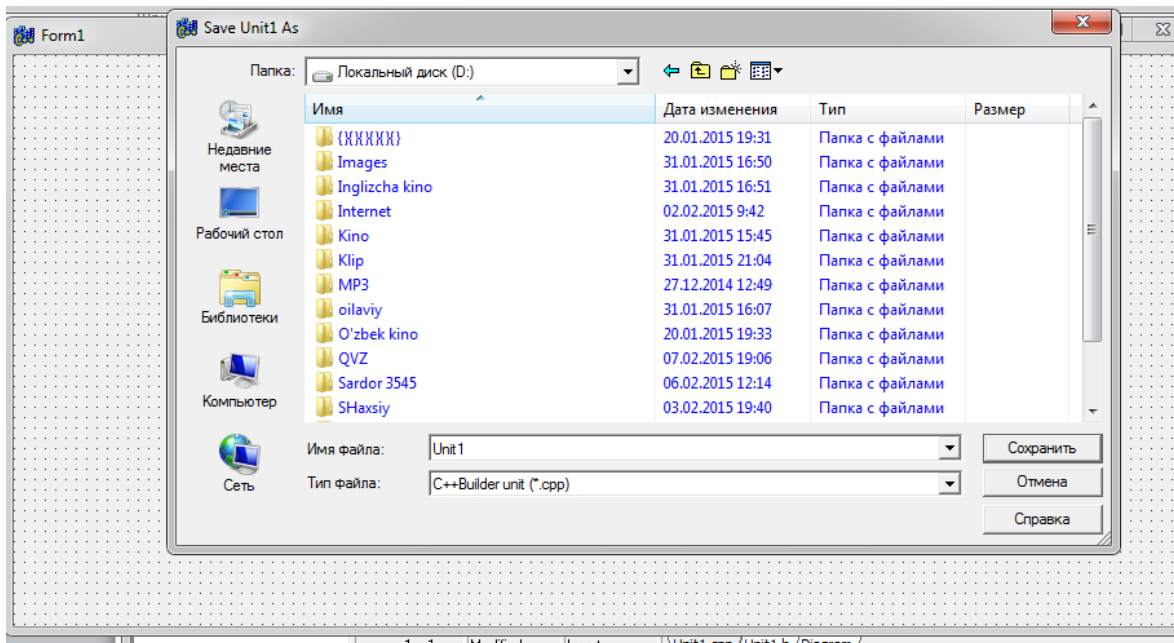 Form1
Save Unit1 As
Папка:
Локальный диск (D:)
Недавние места
Рабочий стол
Библиотеки
Компьютер
Сеть
Имя Дата изменения Тип Размер
{XXXXX} 20.01.2015 19:31 Папка с файлами
Images 31.01.2015 16:50 Папка с файлами
Inglizcha kino 31.01.2015 16:51 Папка с файлами
Internet 02.02.2015 9:42 Папка с файлами
Kino 31.01.2015 15:45 Папка с файлами
Klip 31.01.2015 21:04 Папка с файлами
MP3 27.12.2014 12:49 Папка с файлами
oilaviy 31.01.2015 16:07 Папка с файлами
O'zbek kino 20.01.2015 19:33 Папка с файлами
QVZ 07.02.2015 19:06 Папка с файлами
Sardor 3545 06.02.2015 12:14 Папка с файлами
SHaxsiy 03.02.2015 19:40 Папка с файлами
Имя файла: Unit1 Сохранить
Тип файла: C++Builder unit (*.cpp) Отмена
Справка